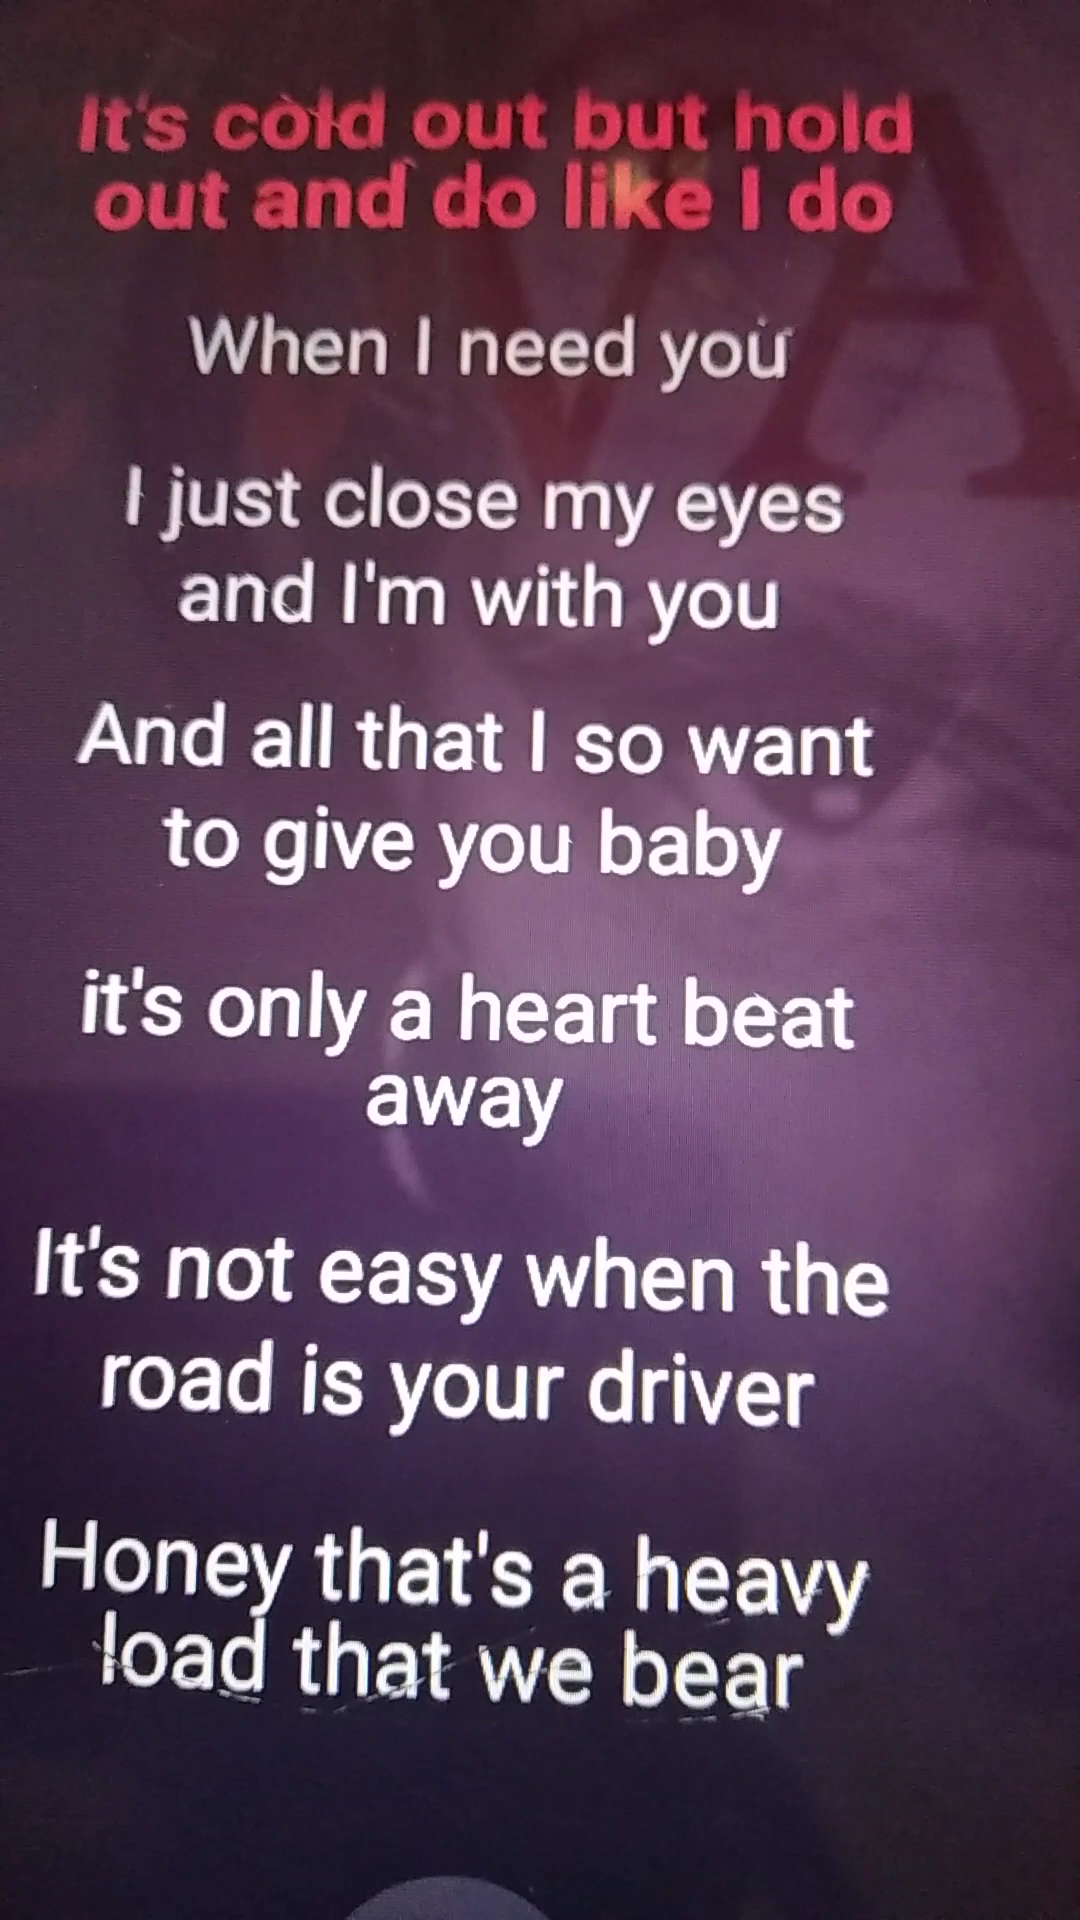 It's cold out but hold
out and do like I do
When I need you
I just close my eyes
and I'm with you
And all that I so want
to give you baby
it's only a heart beat
away
It's not easy when the
road is your driver
Honey that's a heavy
load that we bear